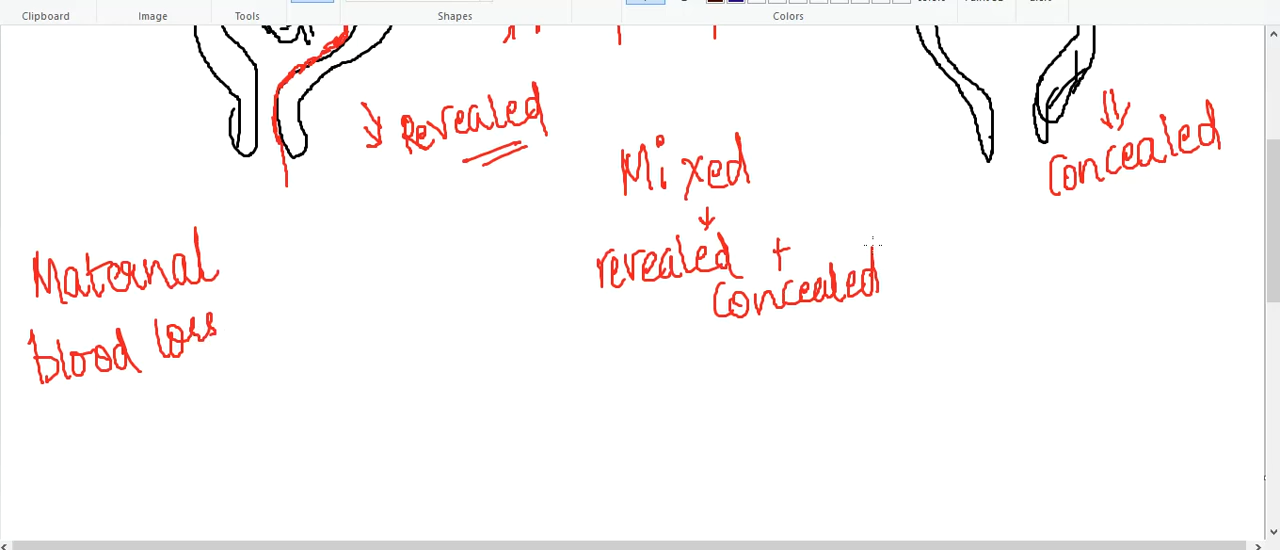 Clipboard
Image
Tools
Shapes
Colors
Revealed
Mixed
Concealed
revealed +
Concealed
Maternal
blood loss